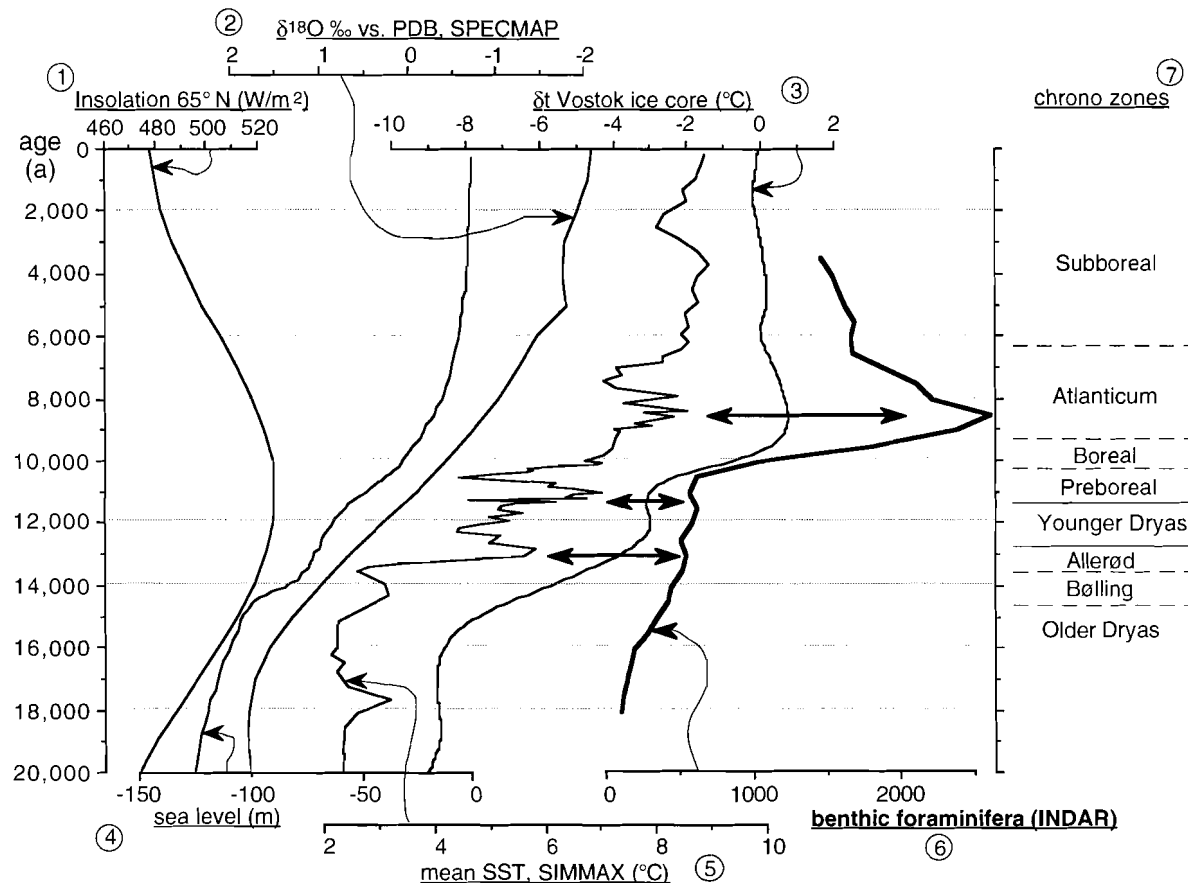 ②
δ¹⁸O ‰ vs. PDB, SPECMAP
2 1 0 -1 -2
①
Insolation 65° N (W/m²)
460 480 500 520
δt Vostok ice core (°C) ③
-10 -8 -6 -4 -2 0 2
⑦
chrono zones
age
(a)
0
2,000
4,000
6,000
8,000
10,000
12,000
14,000
16,000
18,000
20,000
Subboreal
Atlanticum
Boreal
Preboreal
Younger Dryas
Allerød
Bølling
Older Dryas
-150 -100 -50 0
④ sea level (m)
0 1000 2000
benthic foraminifera (INDAR)
⑥
2 4 6 8 10
mean SST, SIMMAX (°C) ⑤